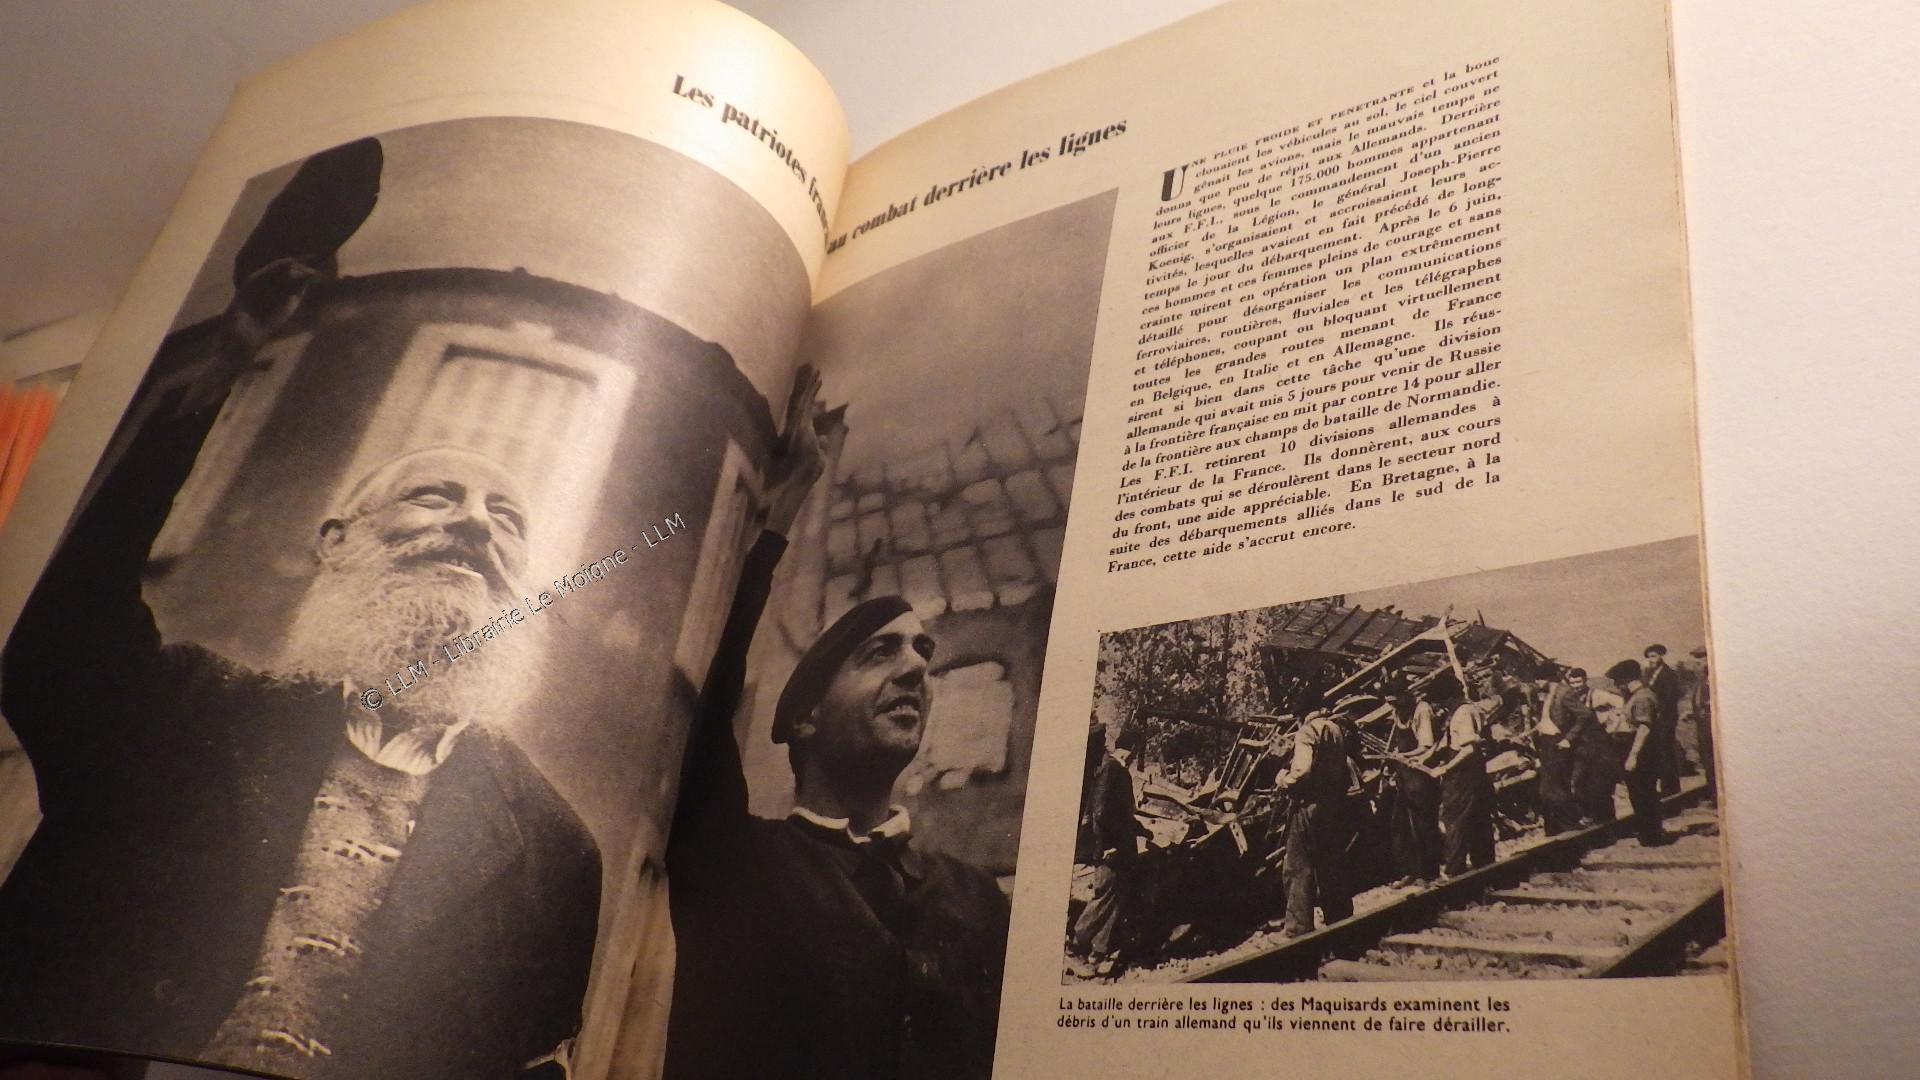 Les patriotes fran
au combat derrière les lignes
UNE PLUIE FROIDE ET PENETRANTE et la boue
clouaient les véhicules au sol, le ciel couvert
gênait les avions, mais le mauvais temps ne
donna que peu de répit aux Allemands. Derrière
leurs lignes, quelque 175.000 hommes appartenant
aux F.F.I., sous le commandement d'un ancien
officier de la Légion, le général Joseph-Pierre
Koenig, s'organisaient et accroissaient leurs ac-
tivités, lesquelles avaient en fait précédé de long-
temps le jour du débarquement. Après le 6 juin,
ces hommes et ces femmes pleins de courage et sans
crainte mirent en opération un plan extrêmement
détaillé pour désorganiser les communications
ferroviaires, routières, fluviales et les télégraphes
et téléphones, coupant ou bloquant virtuellement
toutes les grandes routes menant de France
en Belgique, en Italie et en Allemagne. Ils réus-
sirent si bien dans cette tâche qu'une division
allemande qui avait mis 5 jours pour venir de Russie
à la frontière française en mit par contre 14 pour aller
de la frontière aux champs de bataille de Normandie.
Les F.F.I. retinrent 10 divisions allemandes à
l'intérieur de la France. Ils donnèrent, aux cours
des combats qui se déroulèrent dans le secteur nord
du front, une aide appréciable. En Bretagne, à la
suite des débarquements alliés dans le sud de la
France, cette aide s'accrut encore.
La bataille derrière les lignes : des Maquisards examinent les
débris d'un train allemand qu'ils viennent de faire dérailler.
© LLM - Librairie Le Moigne - LLM